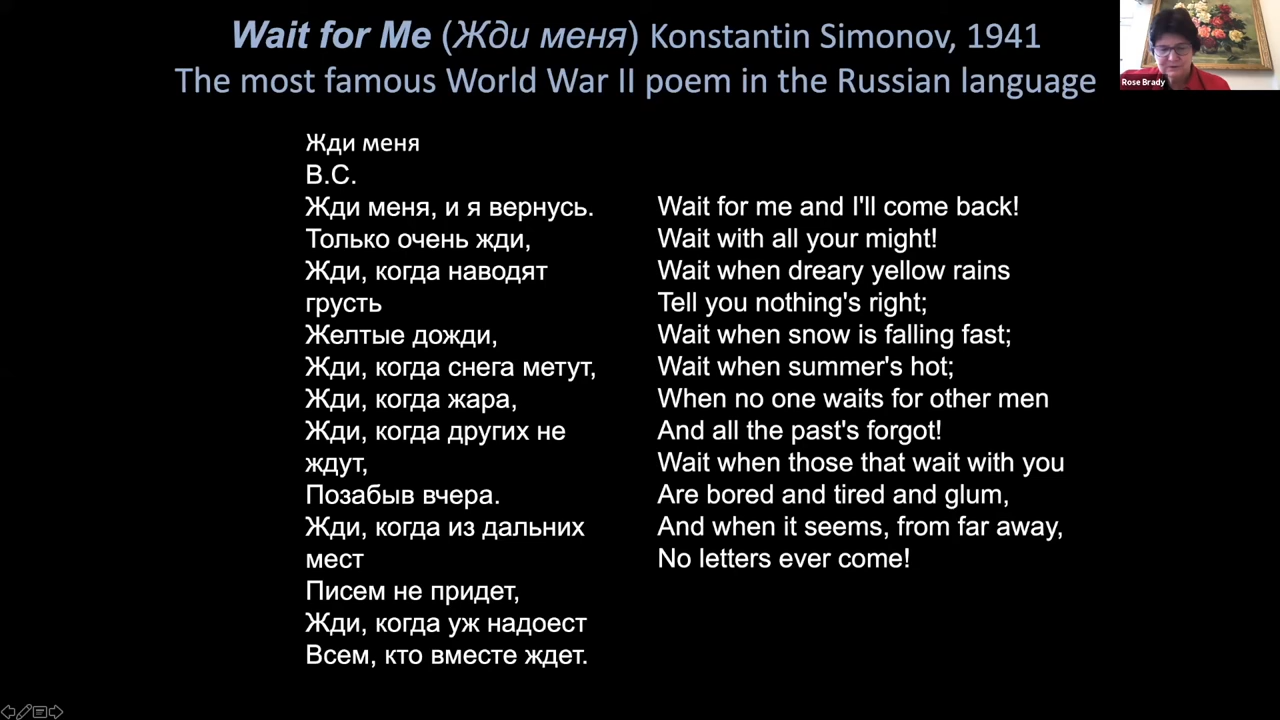 Wait for Me (Жди меня) Konstantin Simonov, 1941
The most famous World War II poem in the Russian language
Rose Brady
Жди меня
В.С.
Жди меня, и я вернусь.
Только очень жди,
Жди, когда наводят
грусть
Желтые дожди,
Жди, когда снега метут,
Жди, когда жара,
Жди, когда других не
ждут,
Позабыв вчера.
Жди, когда из дальних
мест
Писем не придет,
Жди, когда уж надоест
Всем, кто вместе ждет.
Wait for me and I'll come back!
Wait with all your might!
Wait when dreary yellow rains
Tell you nothing's right;
Wait when snow is falling fast;
Wait when summer's hot;
When no one waits for other men
And all the past's forgot!
Wait when those that wait with you
Are bored and tired and glum,
And when it seems, from far away,
No letters ever come!